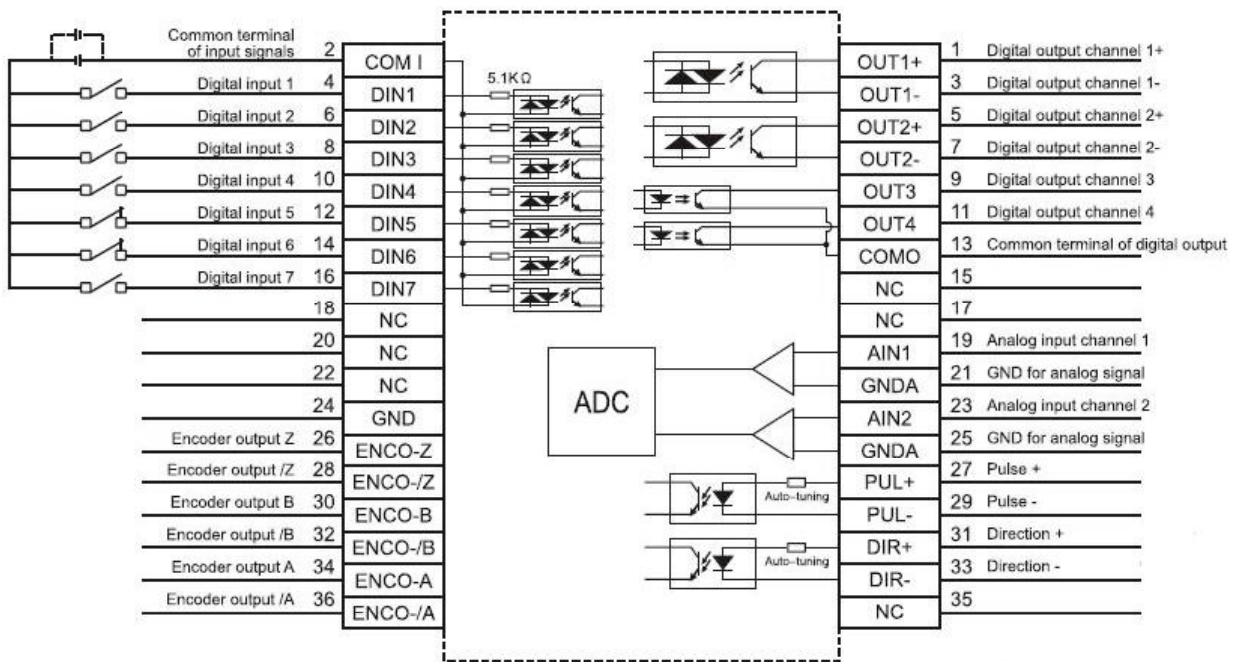 Common terminal
of input signals 2 COM I
Digital input 1 4 DIN1
Digital input 2 6 DIN2
Digital input 3 8 DIN3
Digital input 4 10 DIN4
Digital input 5 12 DIN5
Digital input 6 14 DIN6
Digital input 7 16 DIN7
18 NC
20 NC
22 NC
24 GND
Encoder output Z 26 ENCO-Z
Encoder output /Z 28 ENCO-/Z
Encoder output B 30 ENCO-B
Encoder output /B 32 ENCO-/B
Encoder output A 34 ENCO-A
Encoder output /A 36 ENCO-/A
5.1KΩ
ADC
Auto-tuning
Auto-tuning
OUT1+ 1 Digital output channel 1+
OUT1- 3 Digital output channel 1-
OUT2+ 5 Digital output channel 2+
OUT2- 7 Digital output channel 2-
OUT3 9 Digital output channel 3
OUT4 11 Digital output channel 4
COMO 13 Common terminal of digital output
NC 15
NC 17
AIN1 19 Analog input channel 1
GNDA 21 GND for analog signal
AIN2 23 Analog input channel 2
GNDA 25 GND for analog signal
PUL+ 27 Pulse +
PUL- 29 Pulse -
DIR+ 31 Direction +
DIR- 33 Direction -
NC 35